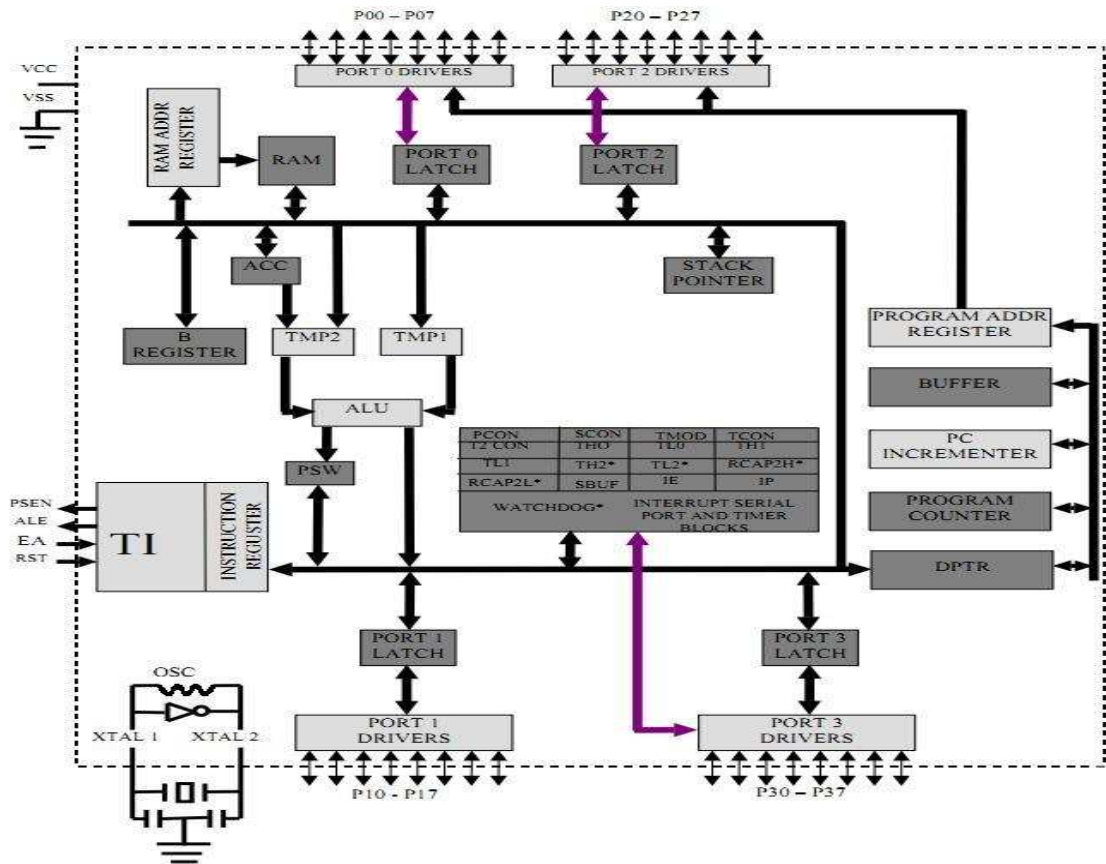 P00 – P07
P20 – P27
PORT 0 DRIVERS
PORT 2 DRIVERS
VCC
VSS
RAM ADDR
REGISTER
RAM
PORT 0
LATCH
PORT 2
LATCH
ACC
STACK
POINTER
B
REGISTER
TMP2
TMP1
PROGRAM ADDR
REGISTER
BUFFER
ALU
PC
INCREMENTER
PSW
PCON SCON TMOD TCON
T2 CON THO TL0 TH1
TL1 TH2* TL2* RCAP2H*
RCAP2L* SBUF IE IP
WATCHDOG* INTERRUPT SERIAL
PORT AND TIMER
BLOCKS
PROGRAM
COUNTER
PSEN
ALE
EA
RST
TI
INSTRUCTION
REGUSTER
DPTR
PORT 1
LATCH
PORT 3
LATCH
OSC
XTAL 1 XTAL 2
PORT 1
DRIVERS
PORT 3
DRIVERS
P10 - P17
P30 – P37